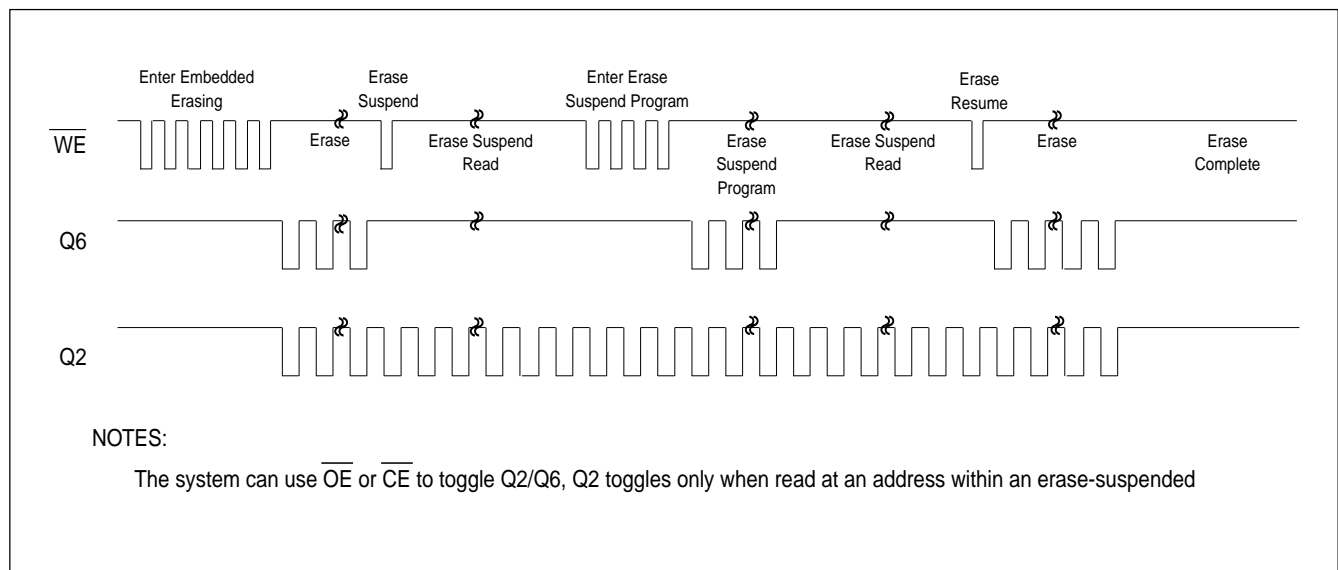 Enter Embedded
Erasing
Erase
Suspend
Enter Erase
Suspend Program
Erase
Resume
WE
Erase
Erase Suspend
Read
Erase
Suspend
Program
Erase Suspend
Read
Erase
Erase
Complete
Q6
Q2
NOTES:
The system can use OE or CE to toggle Q2/Q6, Q2 toggles only when read at an address within an erase-suspended